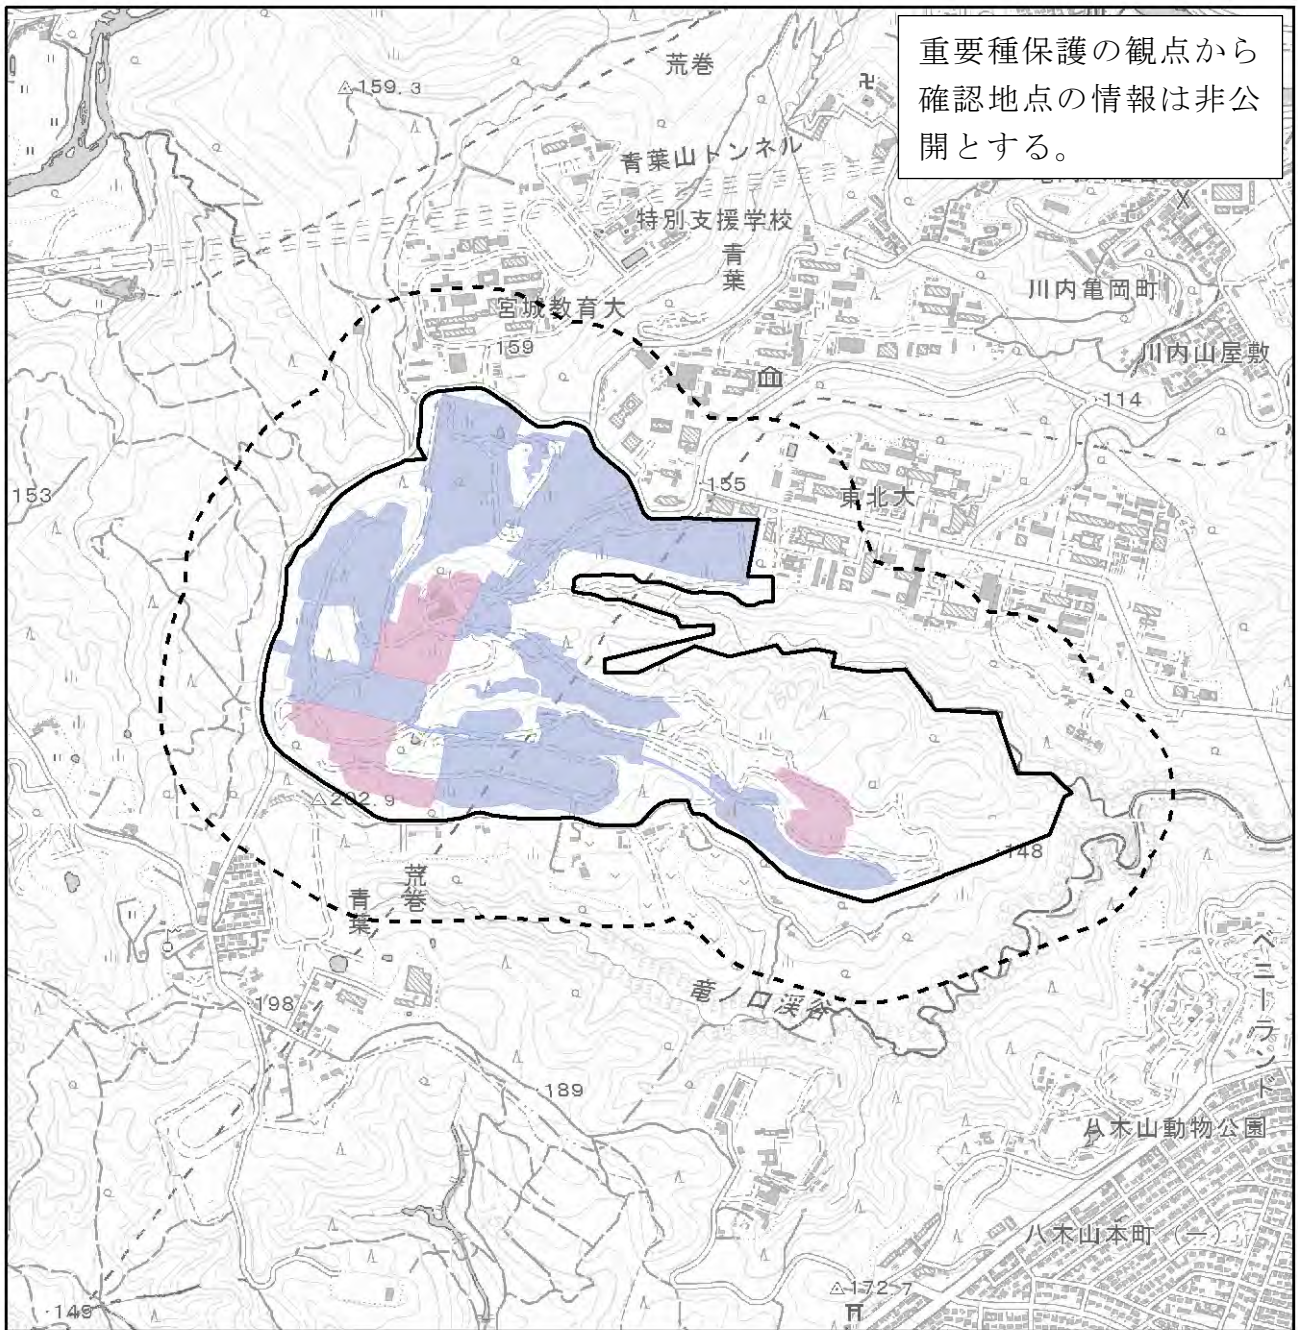 重要種保護の観点から
確認地点の情報は非公
開とする。
荒巻
159.3
青葉山トンネル
特別支援学校
青葉
川内亀岡町
宮城教育大
159
川内山屋敷
114
153
155
東北大
202.9
148
荒巻
青葉
竜ノ口渓谷
198
ベニーランド
189
八木山動物公園
八木山本町(一)
172.7
149